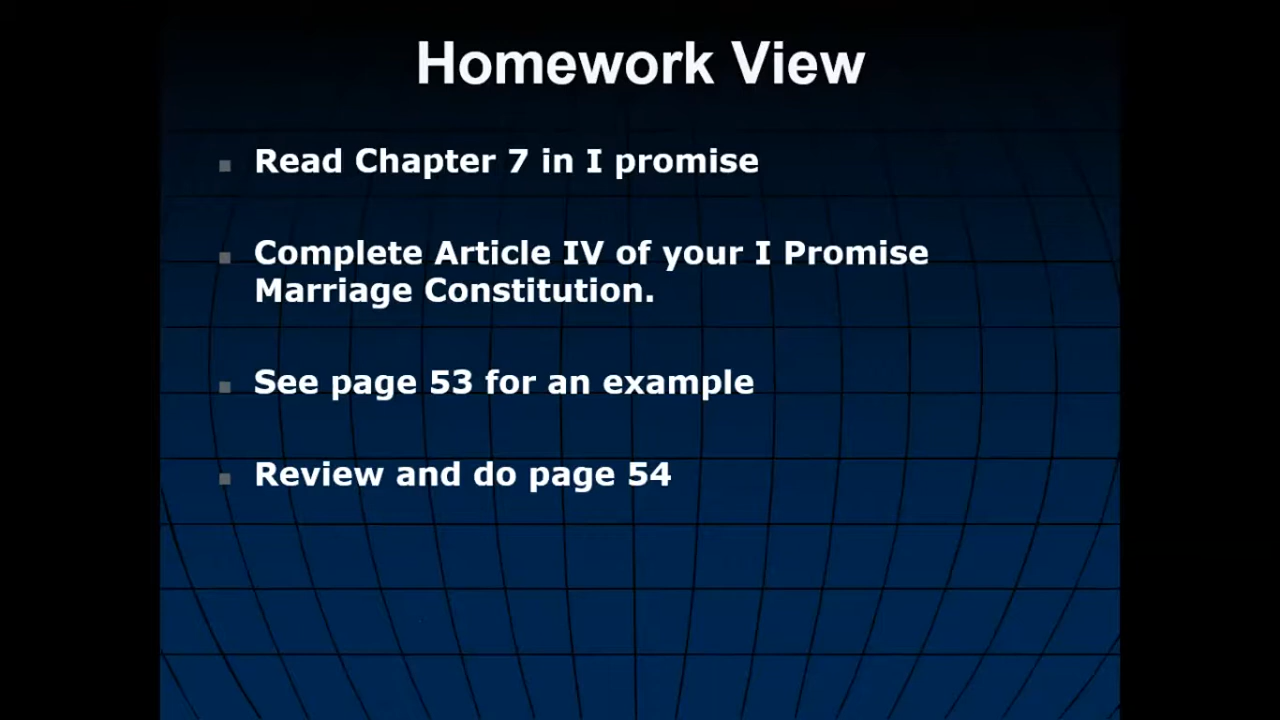 Homework View
Read Chapter 7 in I promise
Complete Article IV of your I Promise
Marriage Constitution.
See page 53 for an example
Review and do page 54